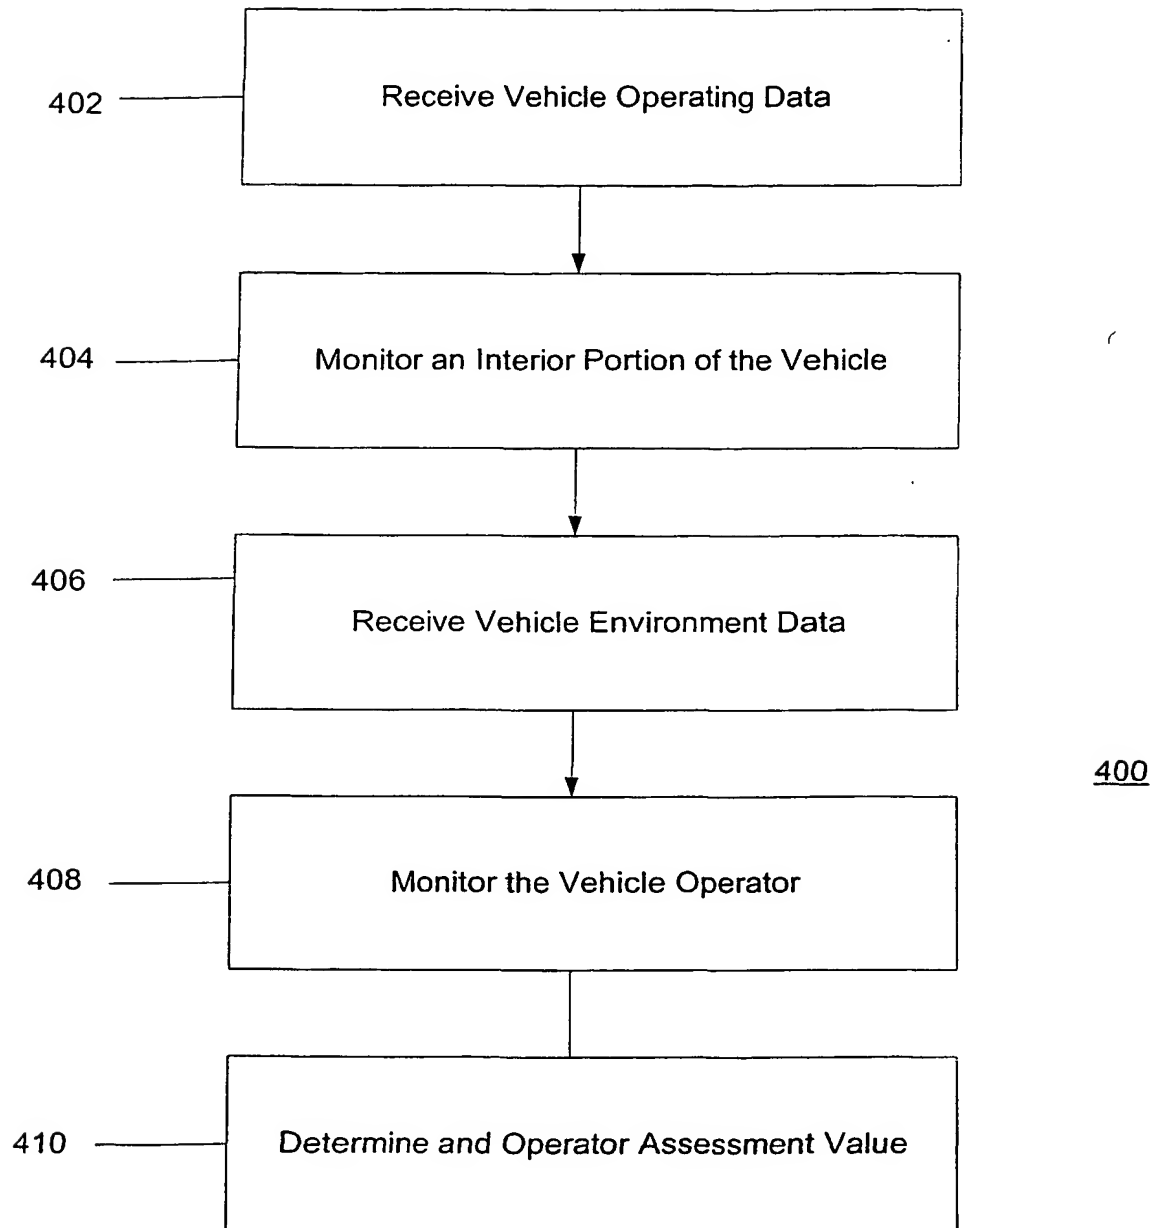 402
Receive Vehicle Operating Data
404
Monitor an Interior Portion of the Vehicle
406
Receive Vehicle Environment Data
400
408
Monitor the Vehicle Operator
410
Determine and Operator Assessment Value